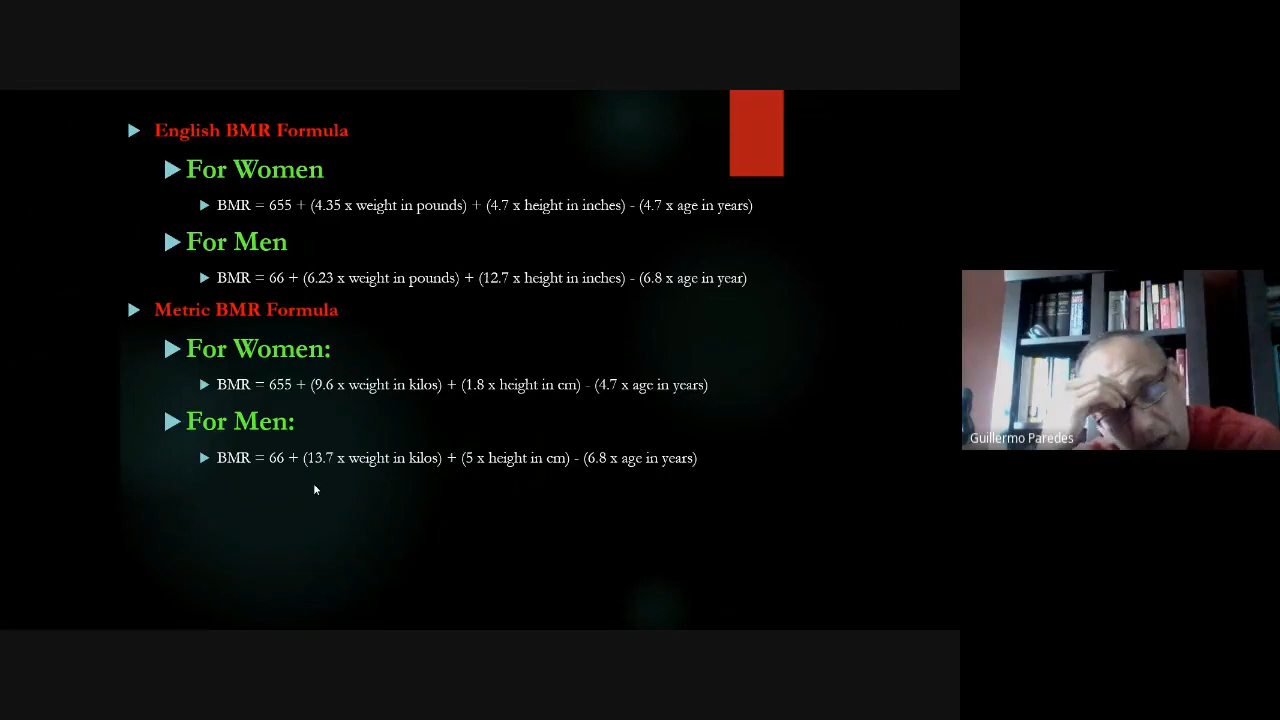 English BMR Formula
For Women
BMR = 655 + (4.35 x weight in pounds) + (4.7 x height in inches) - (4.7 x age in years)
For Men
BMR = 66 + (6.23 x weight in pounds) + (12.7 x height in inches) - (6.8 x age in year)
Metric BMR Formula
For Women:
BMR = 655 + (9.6 x weight in kilos) + (1.8 x height in cm) - (4.7 x age in years)
For Men:
BMR = 66 + (13.7 x weight in kilos) + (5 x height in cm) - (6.8 x age in years)
Guillermo Paredes